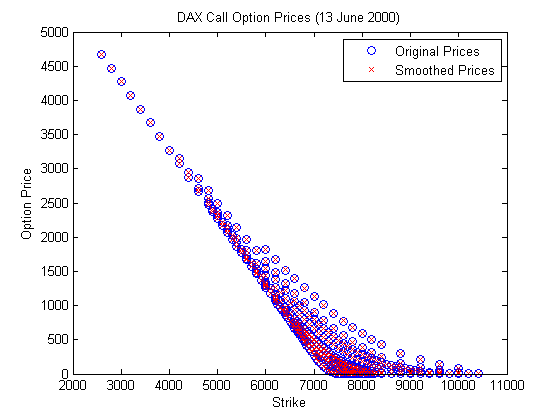 DAX Call Option Prices (13 June 2000)
Original Prices
Smoothed Prices
5000
4500
4000
3500
3000
2500
2000
1500
1000
500
0
Option Price
2000 3000 4000 5000 6000 7000 8000 9000 10000 11000
Strike